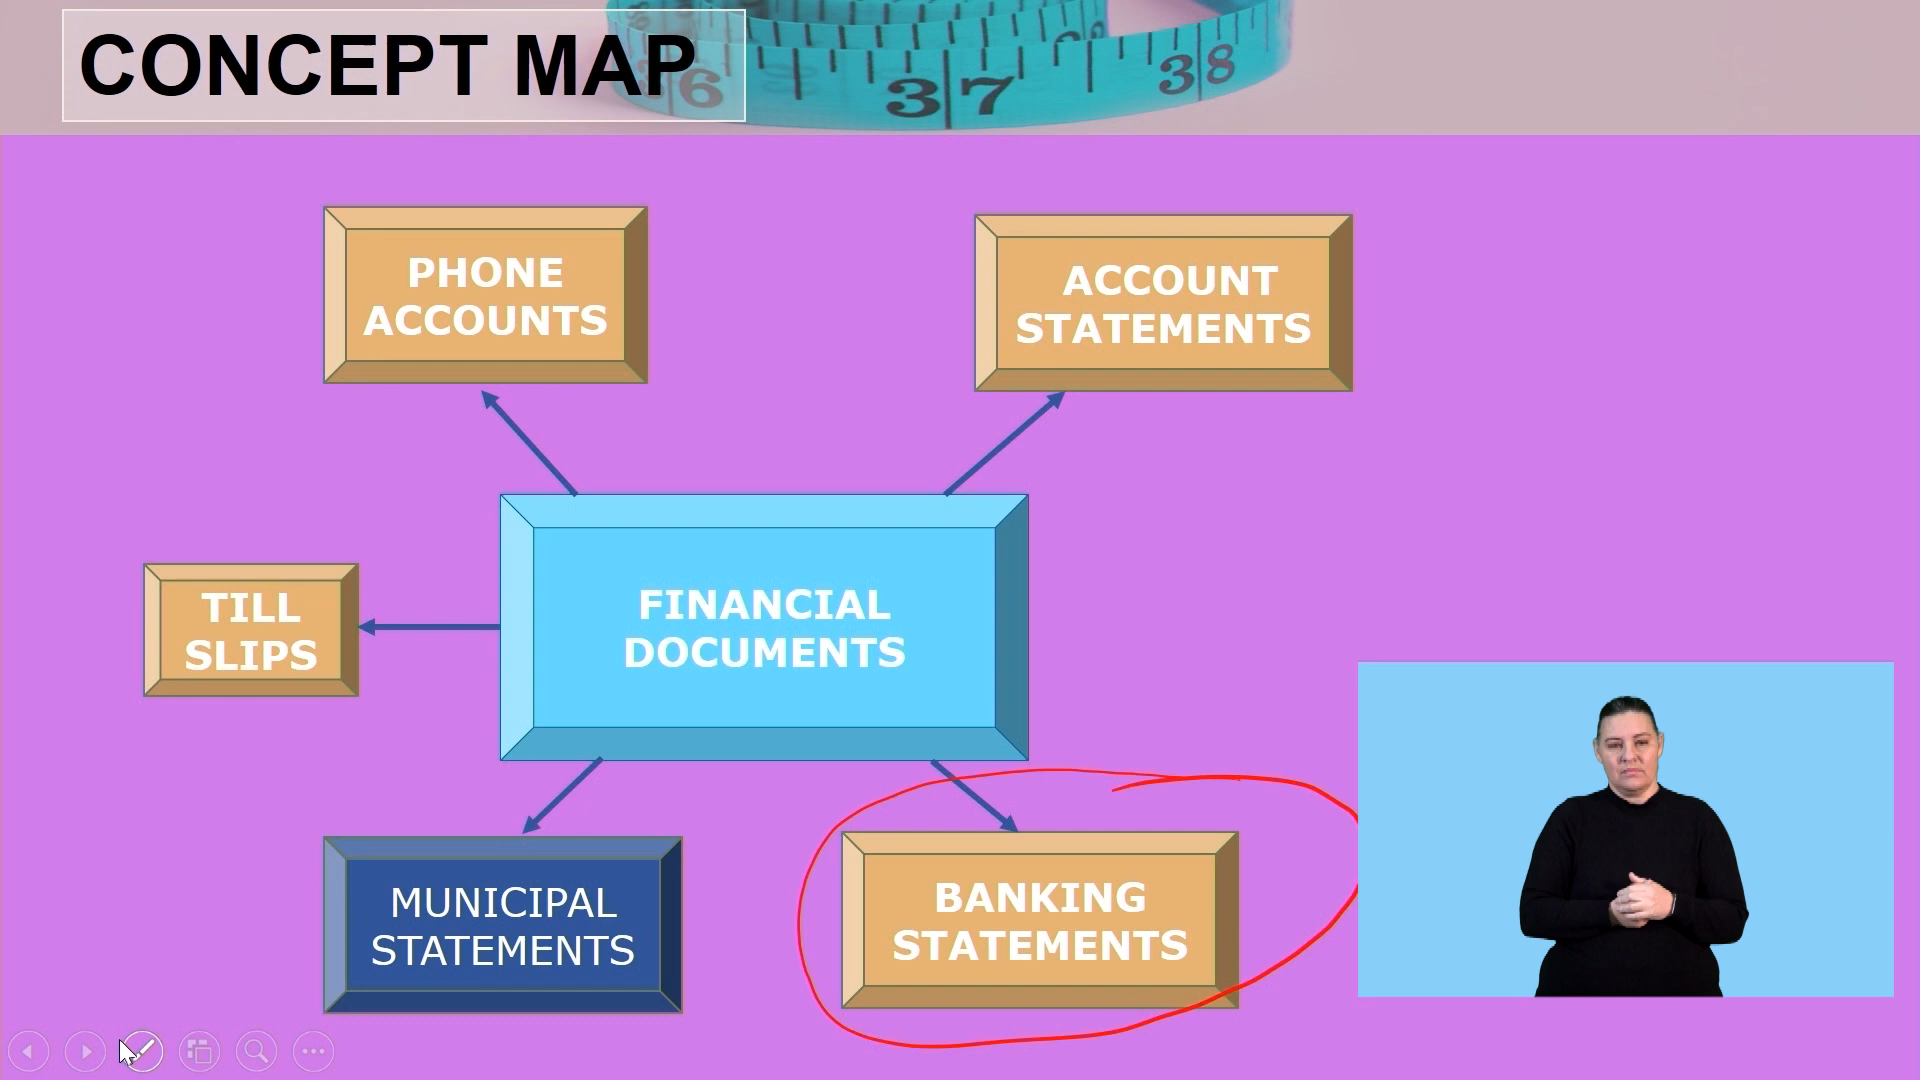 CONCEPT MAP
36
37
38
PHONE
ACCOUNTS
ACCOUNT
STATEMENTS
TILL
SLIPS
FINANCIAL
DOCUMENTS
MUNICIPAL
STATEMENTS
BANKING
STATEMENTS